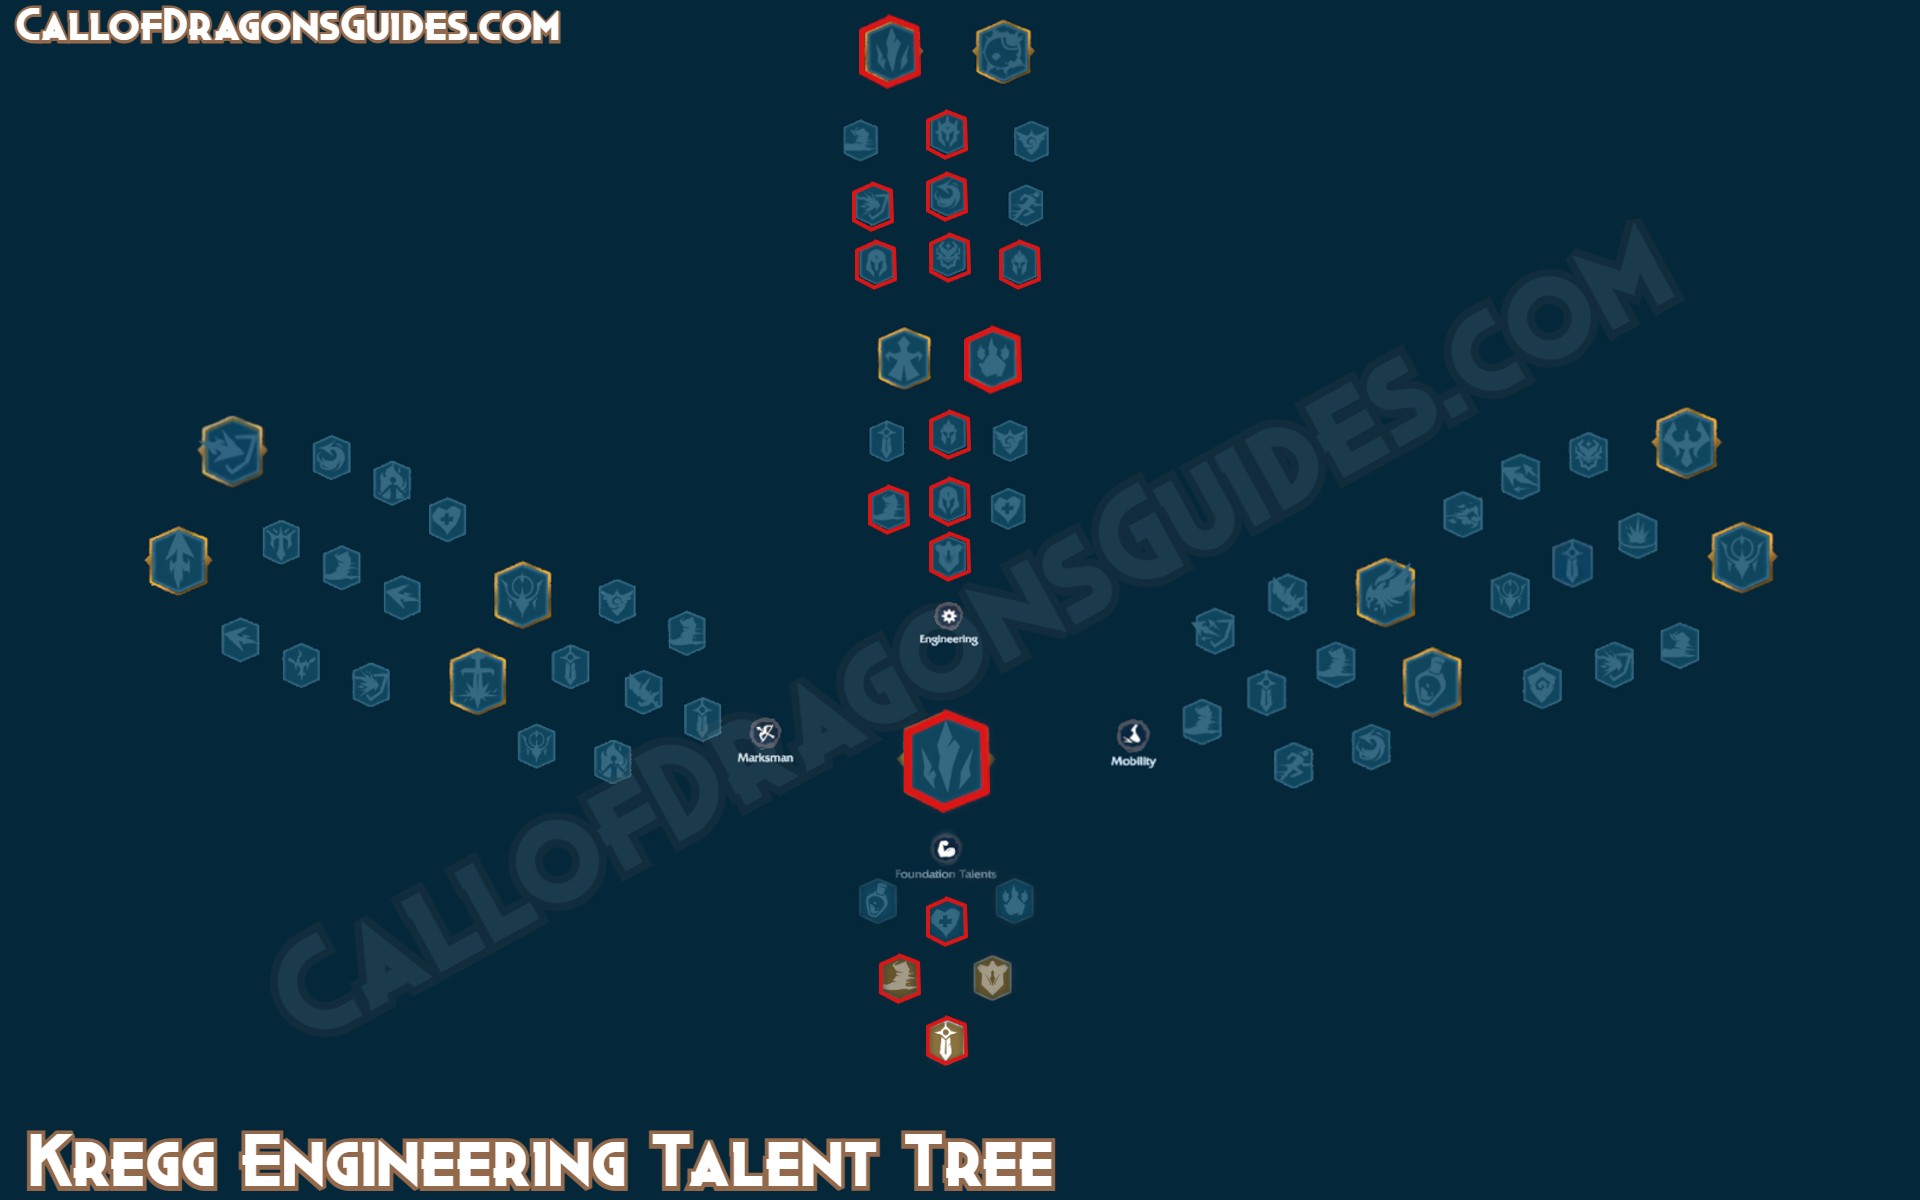 CallofDragonsGuides.com
Engineering
Marksman
Mobility
Foundation Talents
CallofDragonsGuides.com
Kregg Engineering Talent Tree